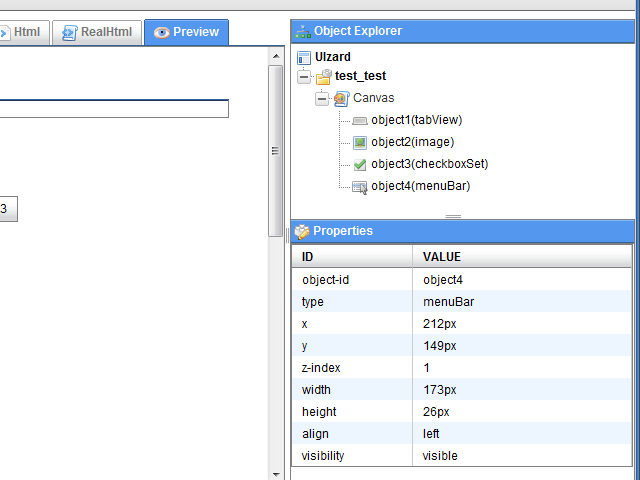 Html RealHtml Preview
3
Object Explorer
UIzard
test_test
Canvas
object1(tabView)
object2(image)
object3(checkboxSet)
object4(menuBar)
Properties
ID VALUE
object-id object4
type menuBar
x 212px
y 149px
z-index 1
width 173px
height 26px
align left
visibility visible